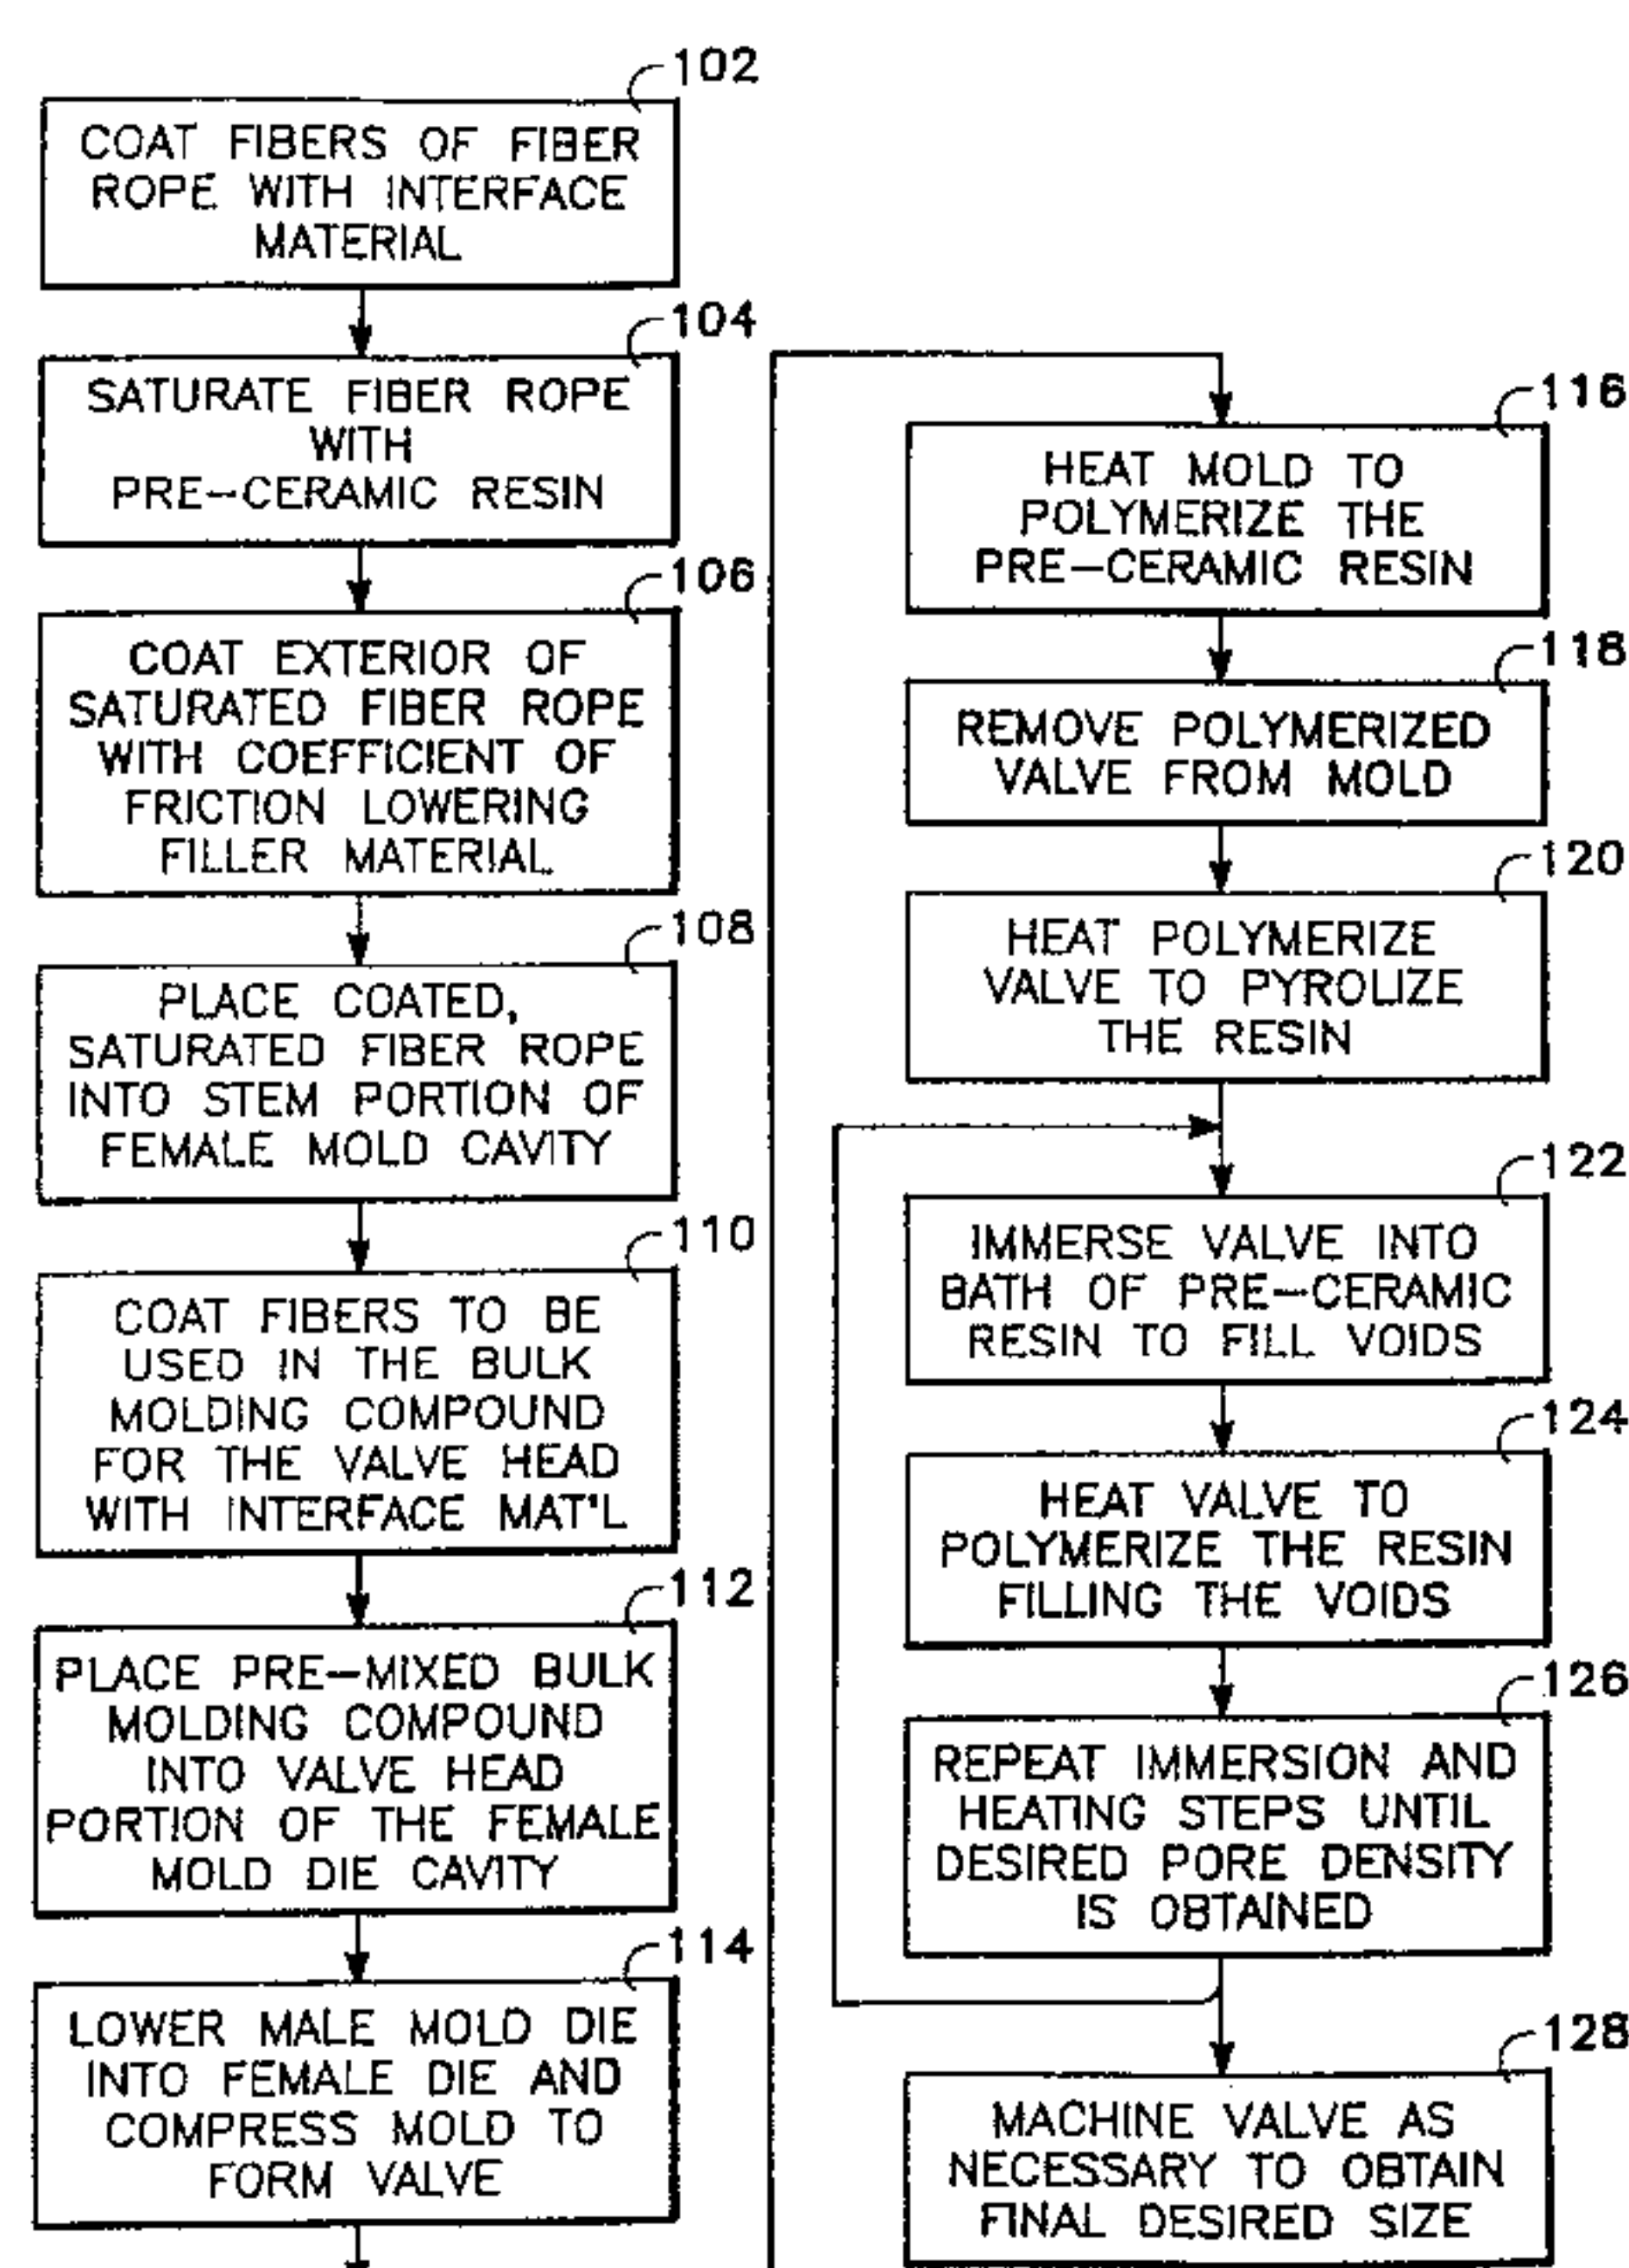 102
COAT FIBERS OF FIBER
ROPE WITH INTERFACE
MATERIAL
104
SATURATE FIBER ROPE
WITH
PRE-CERAMIC RESIN
106
COAT EXTERIOR OF
SATURATED FIBER ROPE
WITH COEFFICIENT OF
FRICTION LOWERING
FILLER MATERIAL
108
PLACE COATED,
SATURATED FIBER ROPE
INTO STEM PORTION OF
FEMALE MOLD CAVITY
110
COAT FIBERS TO BE
USED IN THE BULK
MOLDING COMPOUND
FOR THE VALVE HEAD
WITH INTERFACE MAT'L
112
PLACE PRE-MIXED BULK
MOLDING COMPOUND
INTO VALVE HEAD
PORTION OF THE FEMALE
MOLD DIE CAVITY
114
LOWER MALE MOLD DIE
INTO FEMALE DIE AND
COMPRESS MOLD TO
FORM VALVE
116
HEAT MOLD TO
POLYMERIZE THE
PRE-CERAMIC RESIN
118
REMOVE POLYMERIZED
VALVE FROM MOLD
120
HEAT POLYMERIZE
VALVE TO PYROLIZE
THE RESIN
122
IMMERSE VALVE INTO
BATH OF PRE-CERAMIC
RESIN TO FILL VOIDS
124
HEAT VALVE TO
POLYMERIZE THE RESIN
FILLING THE VOIDS
126
REPEAT IMMERSION AND
HEATING STEPS UNTIL
DESIRED PORE DENSITY
IS OBTAINED
128
MACHINE VALVE AS
NECESSARY TO OBTAIN
FINAL DESIRED SIZE